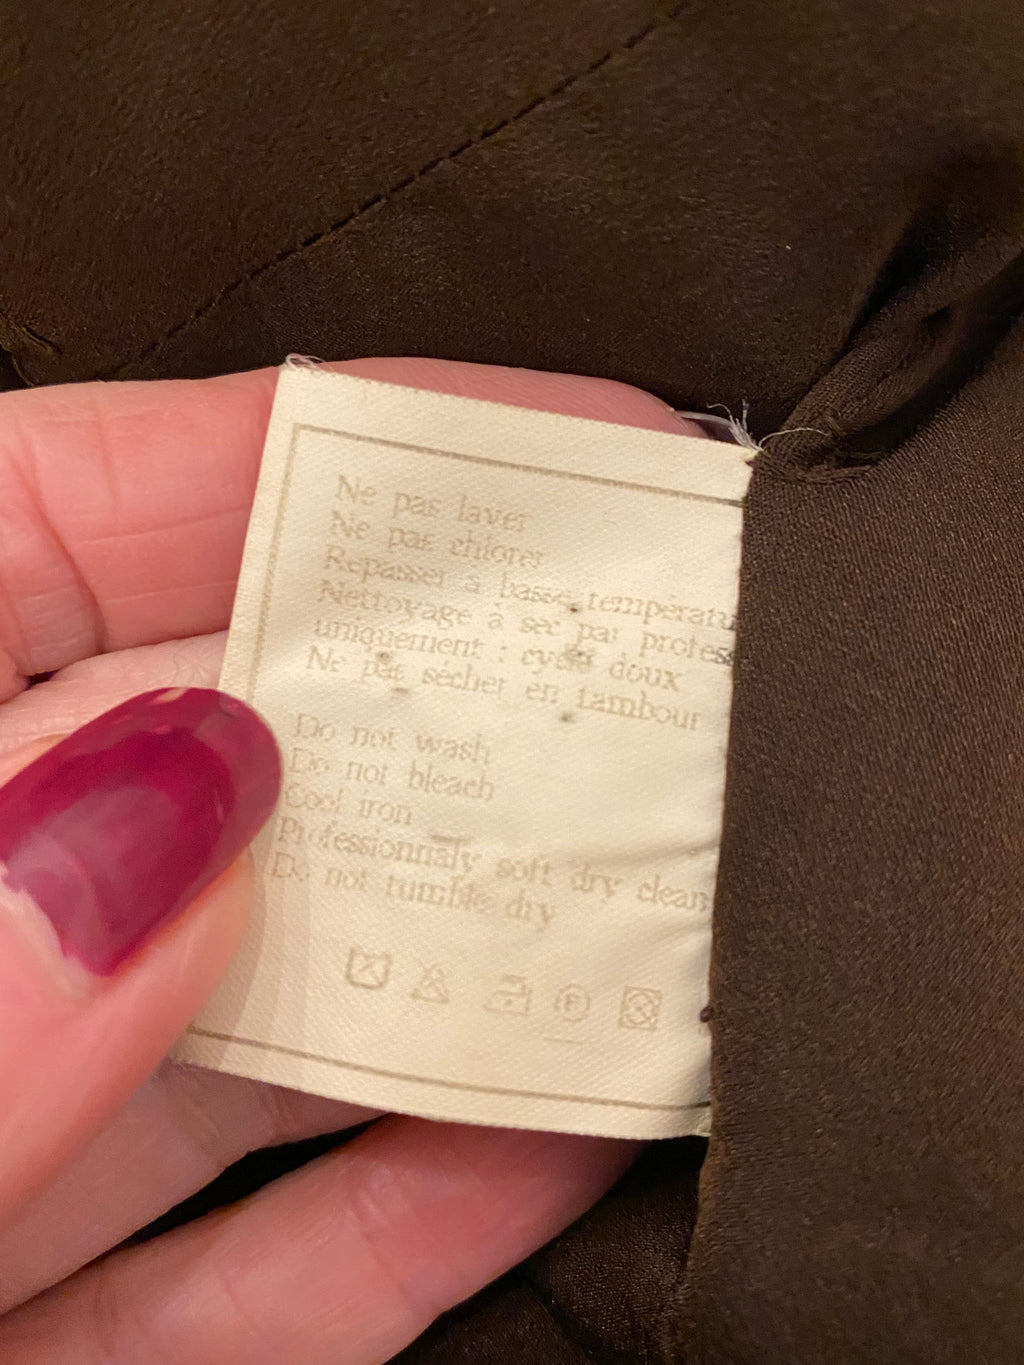 Ne pas laver
Ne pas chlorer
Repasser à basse températu
Nettoyage à sec par profess
uniquement : cycle doux
Ne pas sécher en tambour
Do not wash
Do not bleach
Cool iron
Professionnaly soft dry clean
Do not tumble dry
F